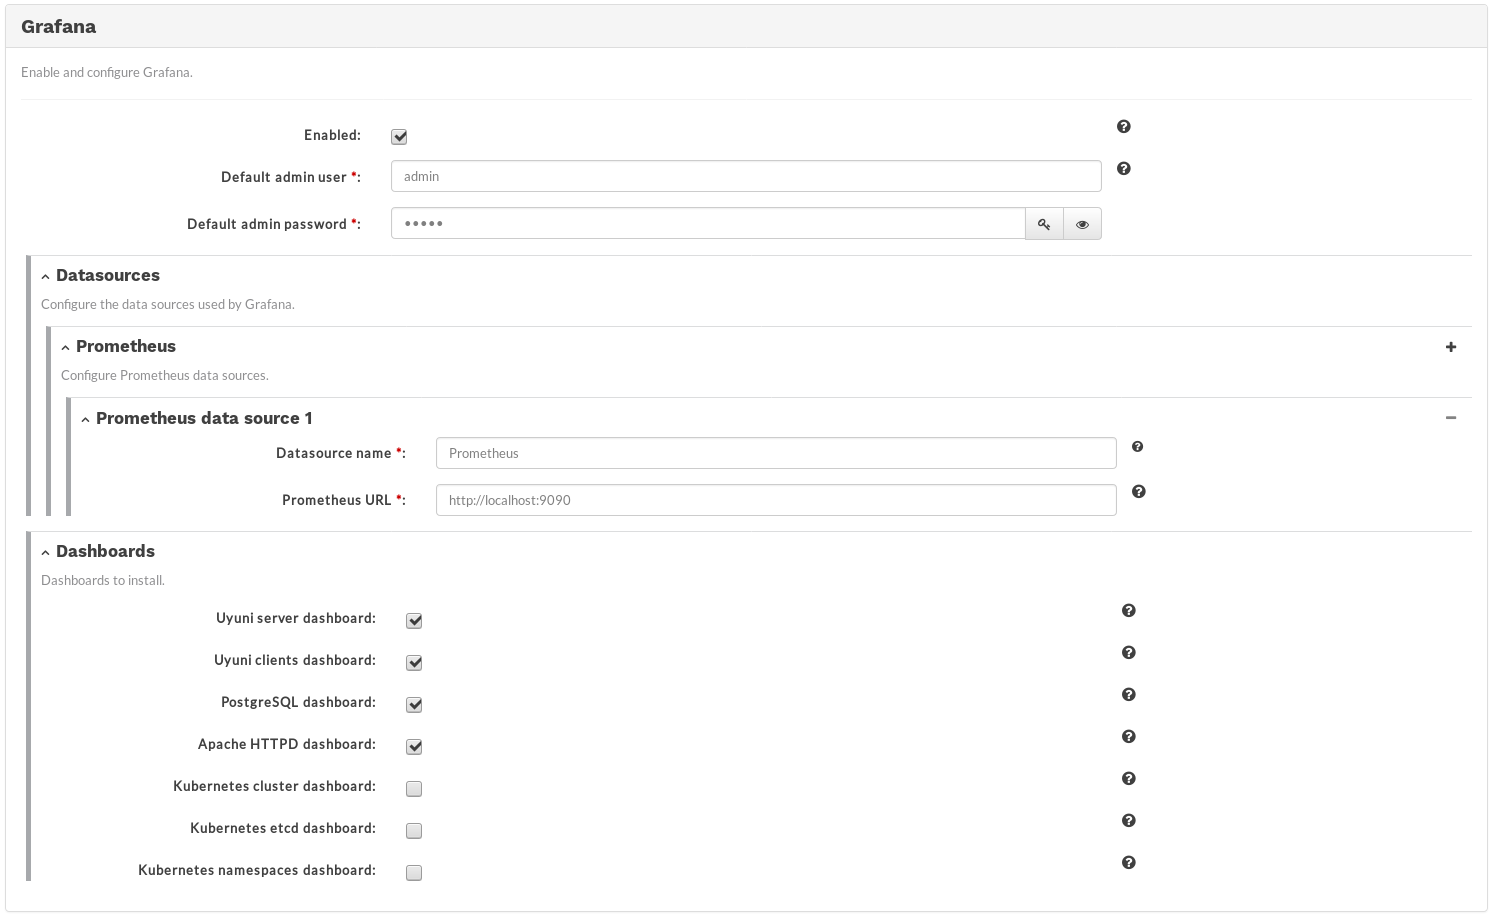 Grafana
Enable and configure Grafana.
Enabled:
Default admin user *:
admin
Default admin password *:
•••••
Datasources
Configure the data sources used by Grafana.
Prometheus
Configure Prometheus data sources.
Prometheus data source 1
Datasource name *:
Prometheus
Prometheus URL *:
http://localhost:9090
Dashboards
Dashboards to install.
Uyuni server dashboard:
Uyuni clients dashboard:
PostgreSQL dashboard:
Apache HTTPD dashboard:
Kubernetes cluster dashboard:
Kubernetes etcd dashboard:
Kubernetes namespaces dashboard: